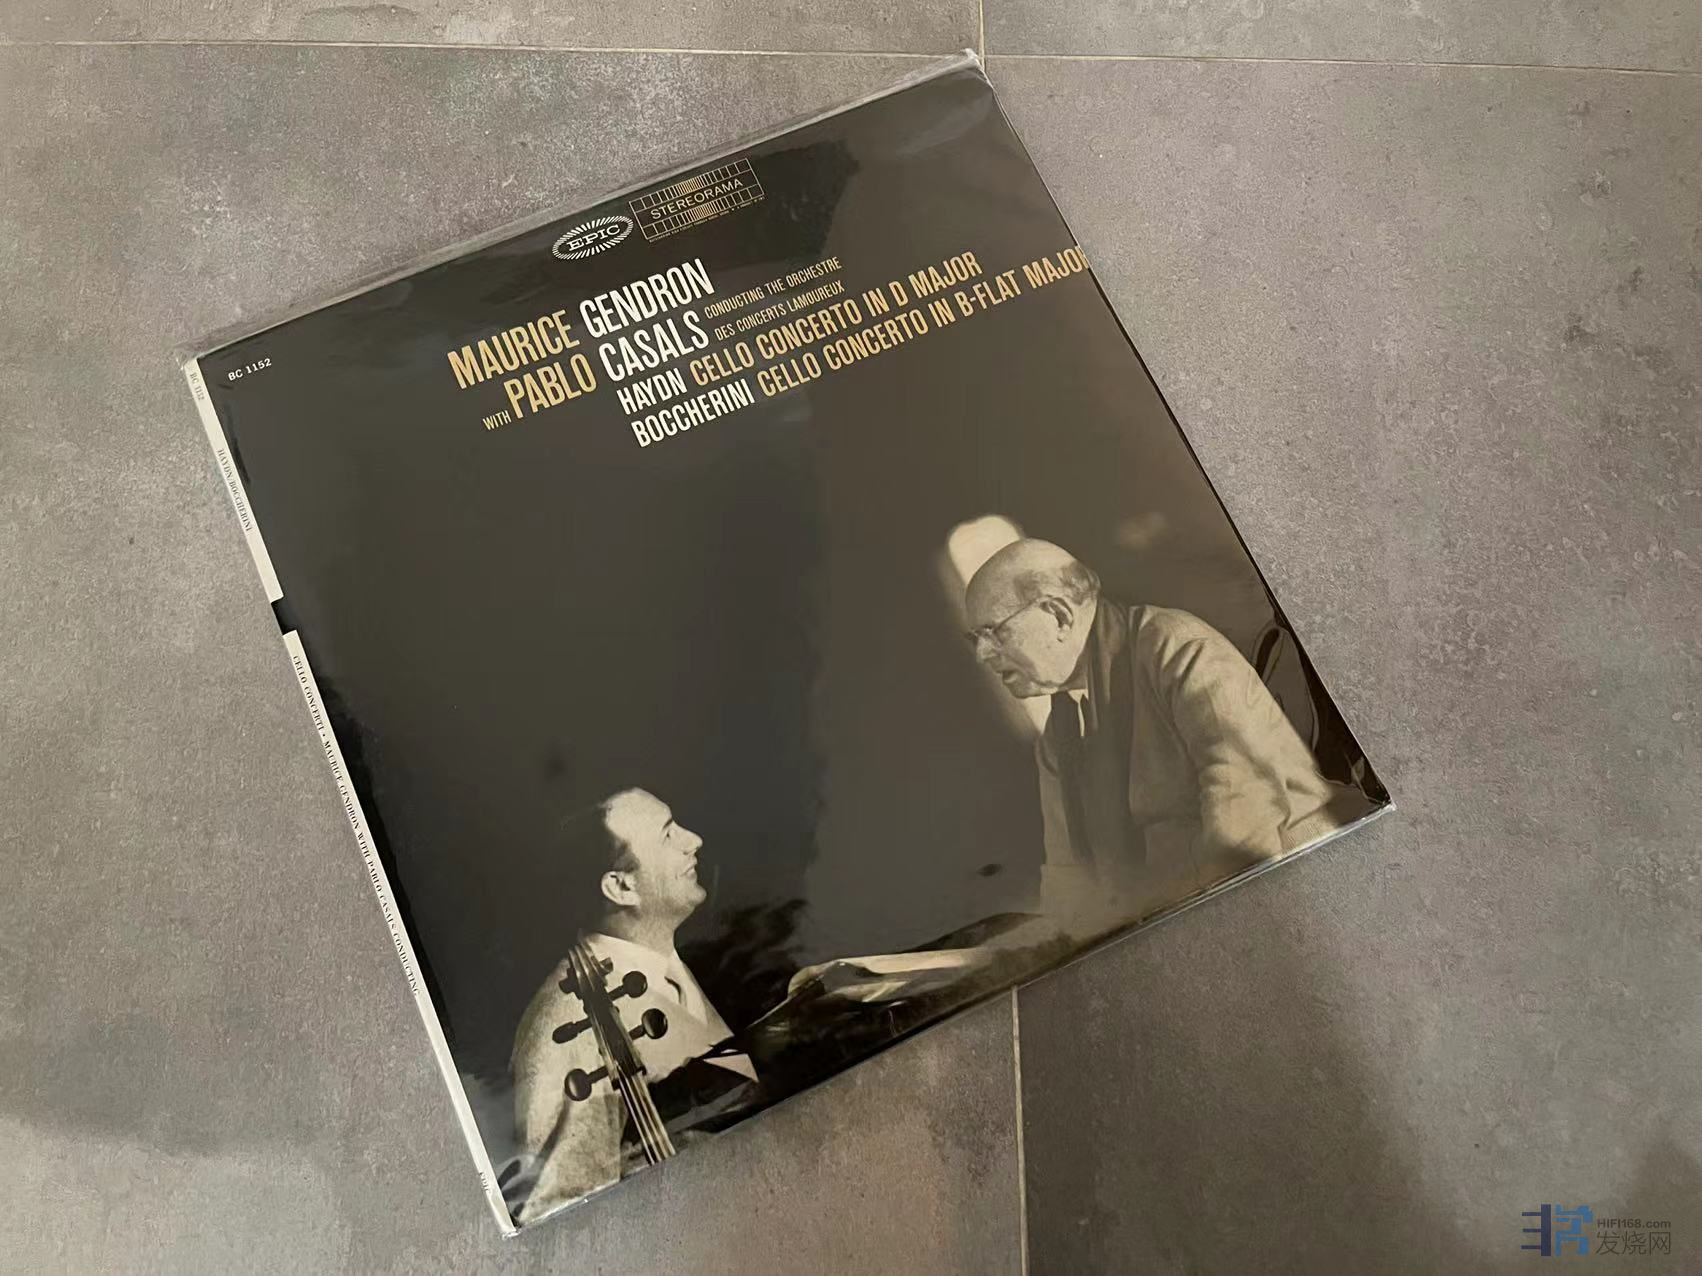 EPIC
STEREORAMA
BC 1152
MAURICE GENDRON
WITH PABLO CASALS CONDUCTING THE ORCHESTRE
DES CONCERTS LAMOUREUX
HAYDN CELLO CONCERTO IN D MAJOR
BOCCHERINI CELLO CONCERTO IN B-FLAT MAJOR
BC 1152
HAYDN/BOCCHERINI
CELLO CONCERTI • MAURICE GENDRON WITH PABLO CASALS CONDUCTING
HIFI168.com
发烧网